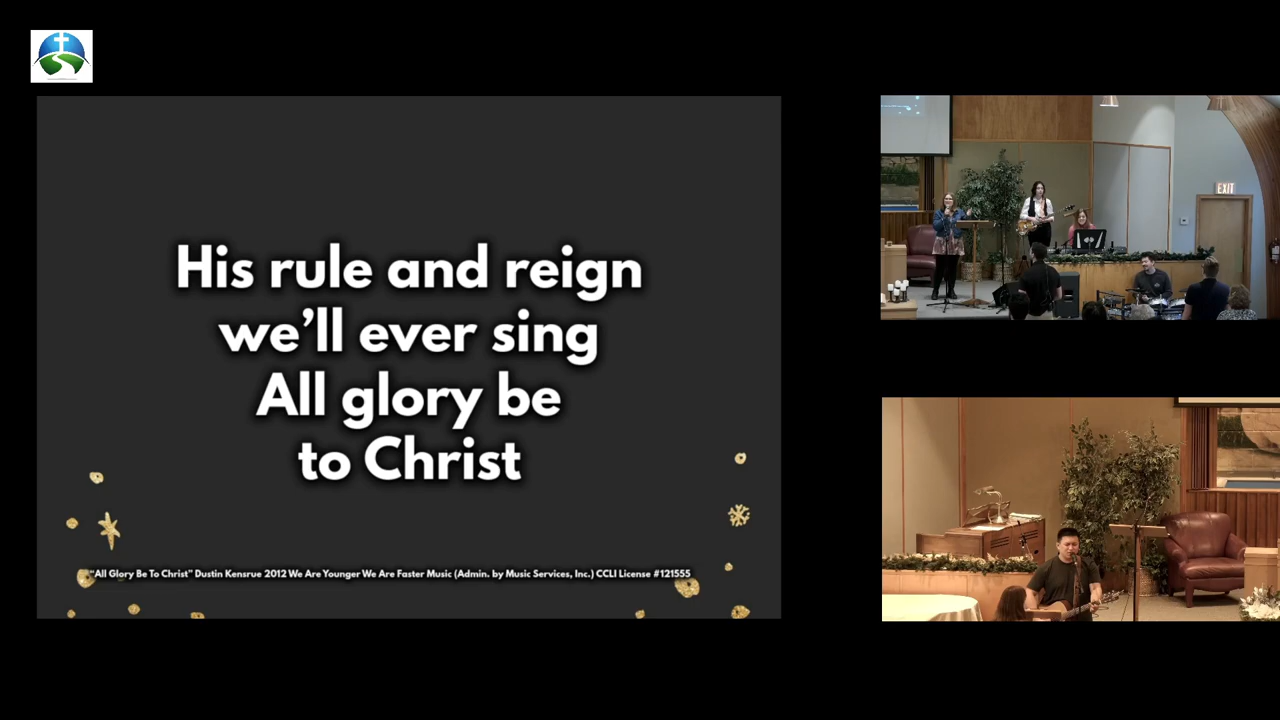 His rule and reign
we’ll ever sing
All glory be
to Christ
“All Glory Be To Christ” Dustin Kensrue 2012 We Are Younger We Are Faster Music (Admin. by Music Services, Inc.) CCLI License #121555
EXIT